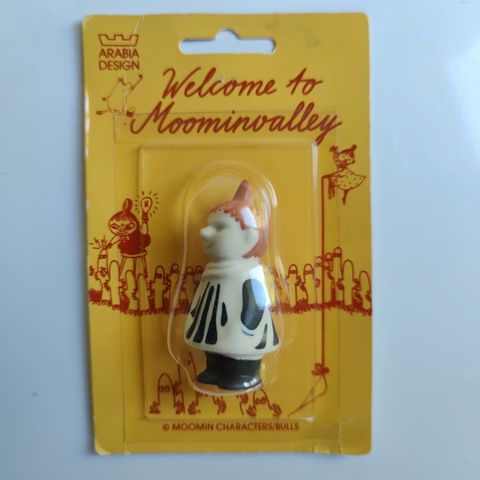 ARABIA
DESIGN
Welcome to
Moominvalley
© MOOMIN CHARACTERS/BULLS